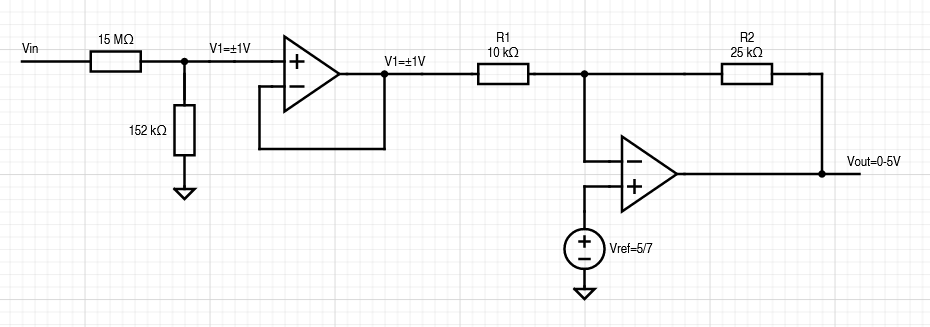 Vin
15 MΩ
V1=±1V
152 kΩ
V1=±1V
R1
10 kΩ
R2
25 kΩ
Vout=0-5V
Vref=5/7